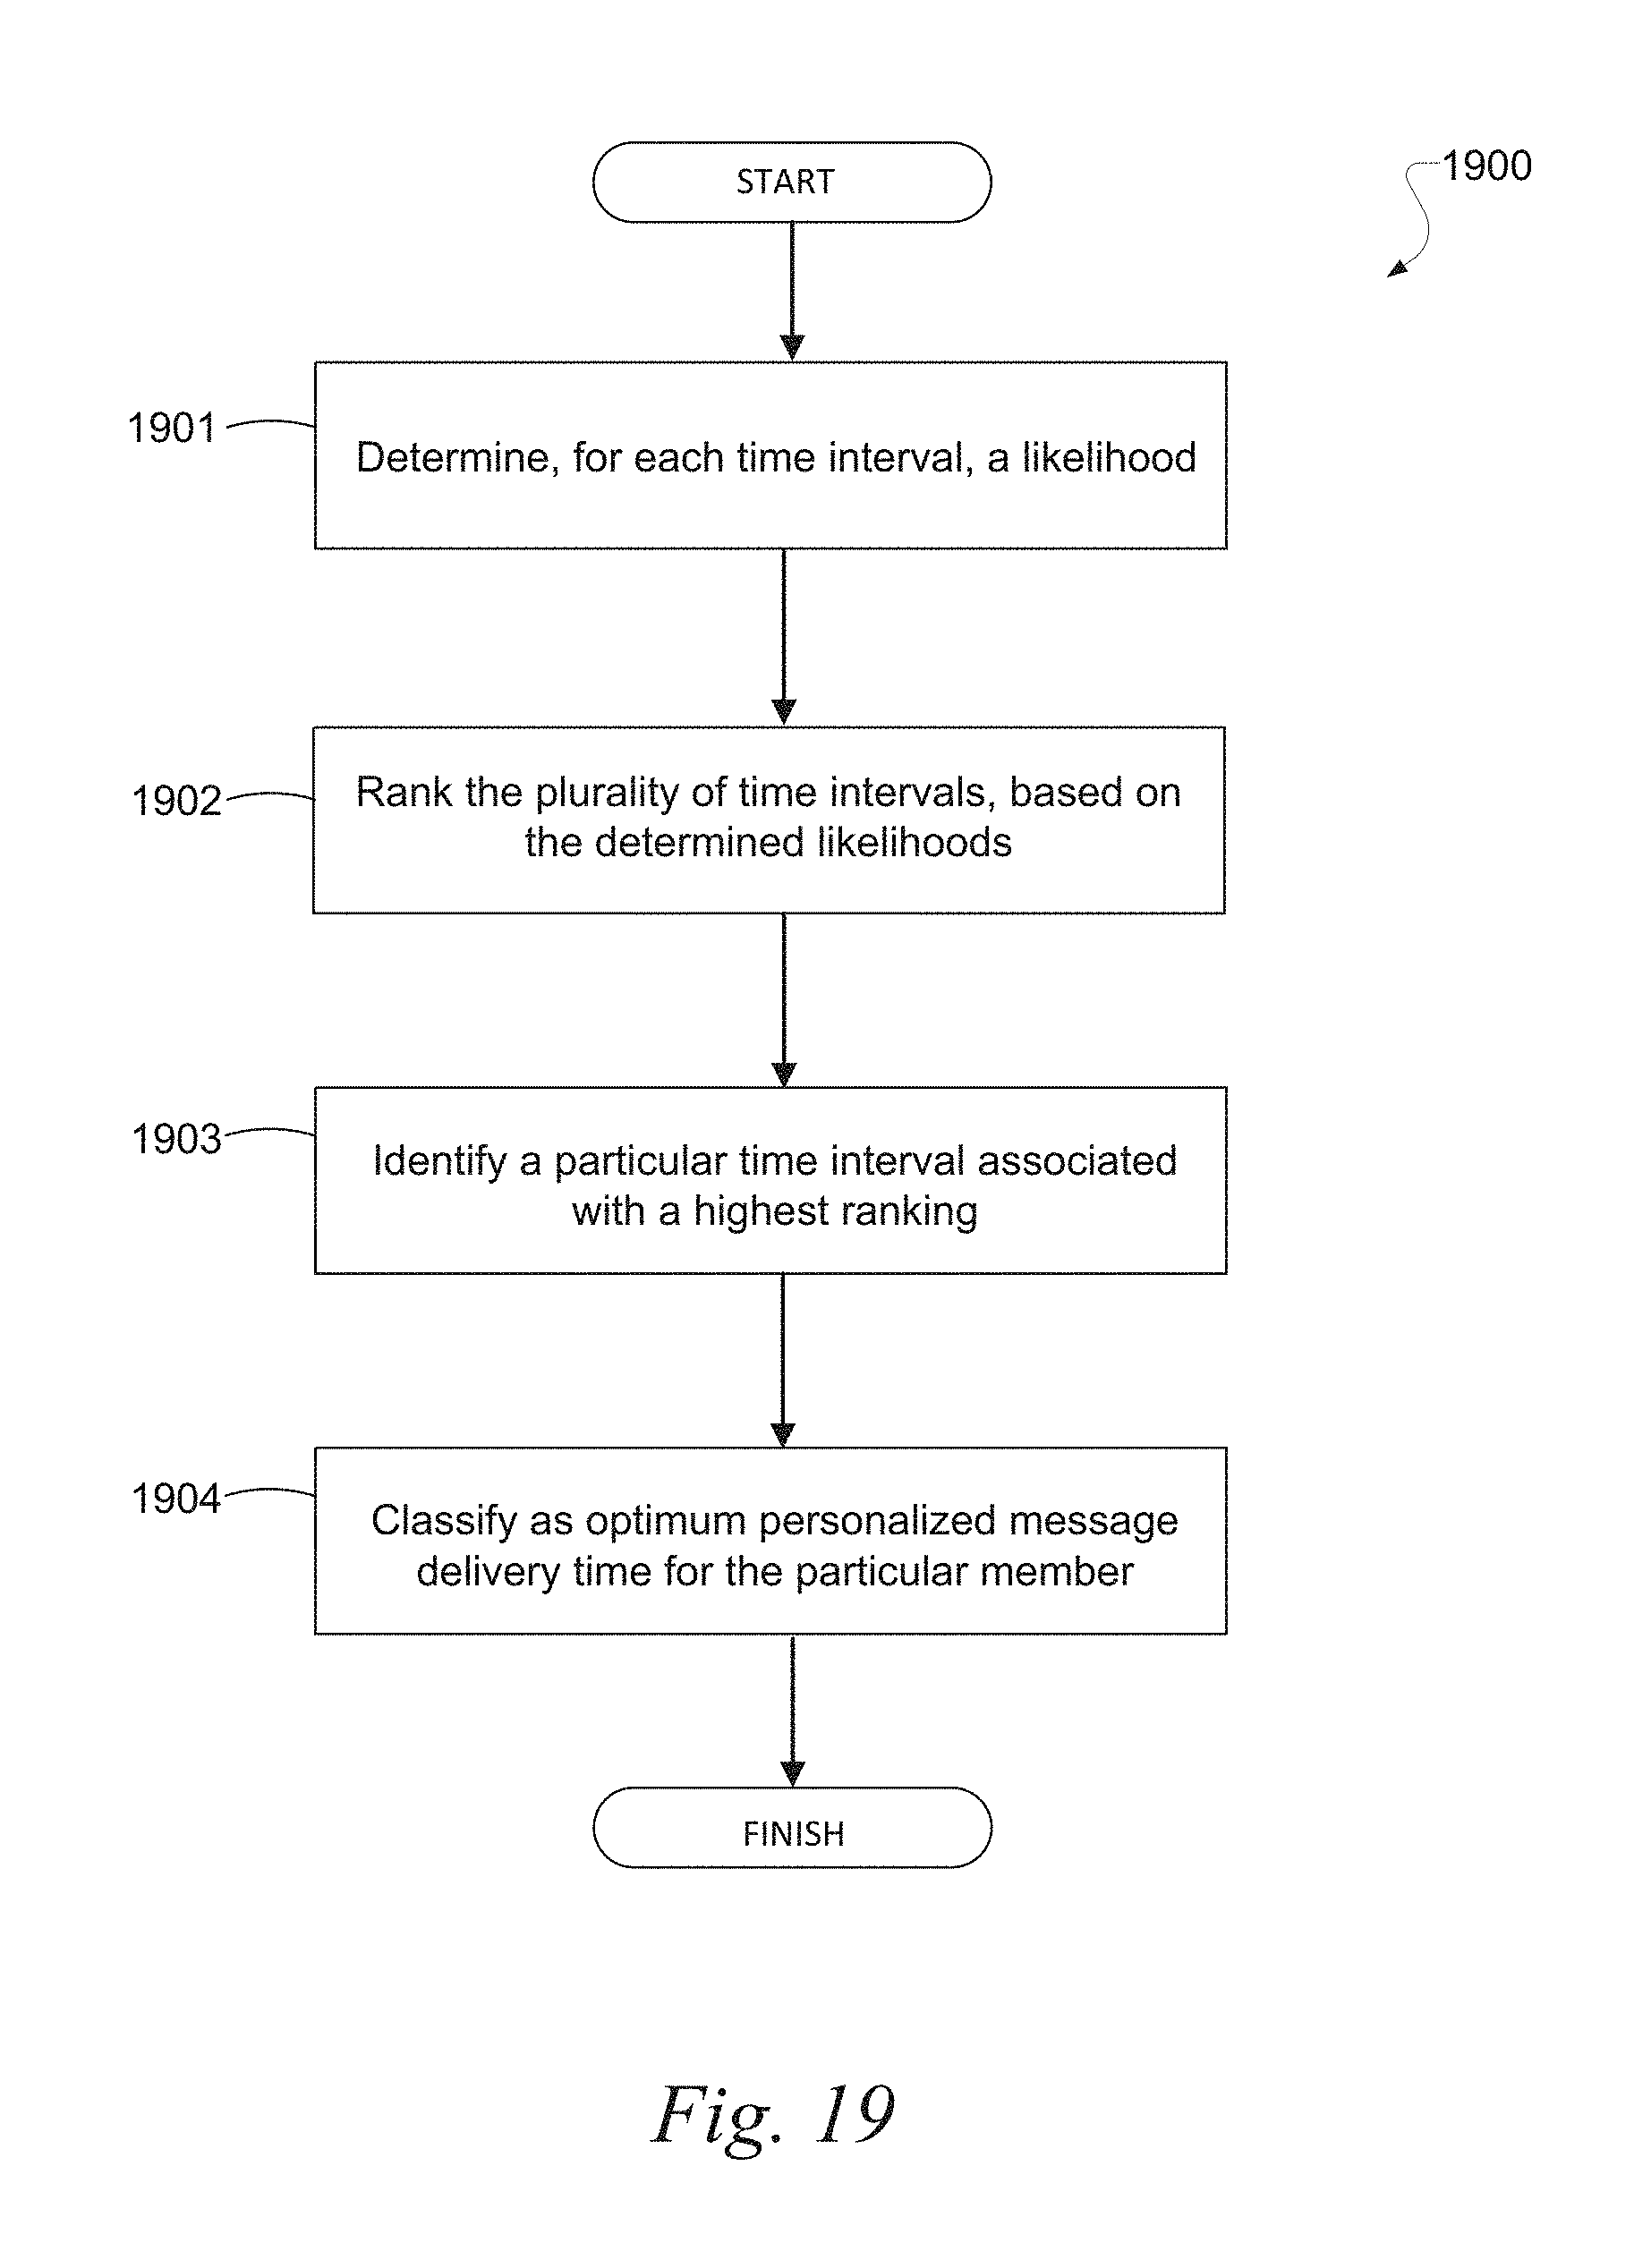 START
1900
1901
Determine, for each time interval, a likelihood
1902
Rank the plurality of time intervals, based on
the determined likelihoods
1903
Identify a particular time interval associated
with a highest ranking
1904
Classify as optimum personalized message
delivery time for the particular member
FINISH
Fig. 19